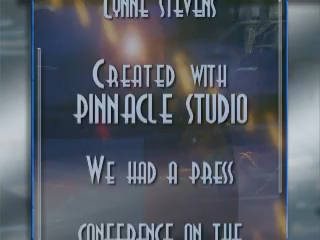 Lynne Stevens
Created with
Pinnacle Studio
We had a press
conference on the